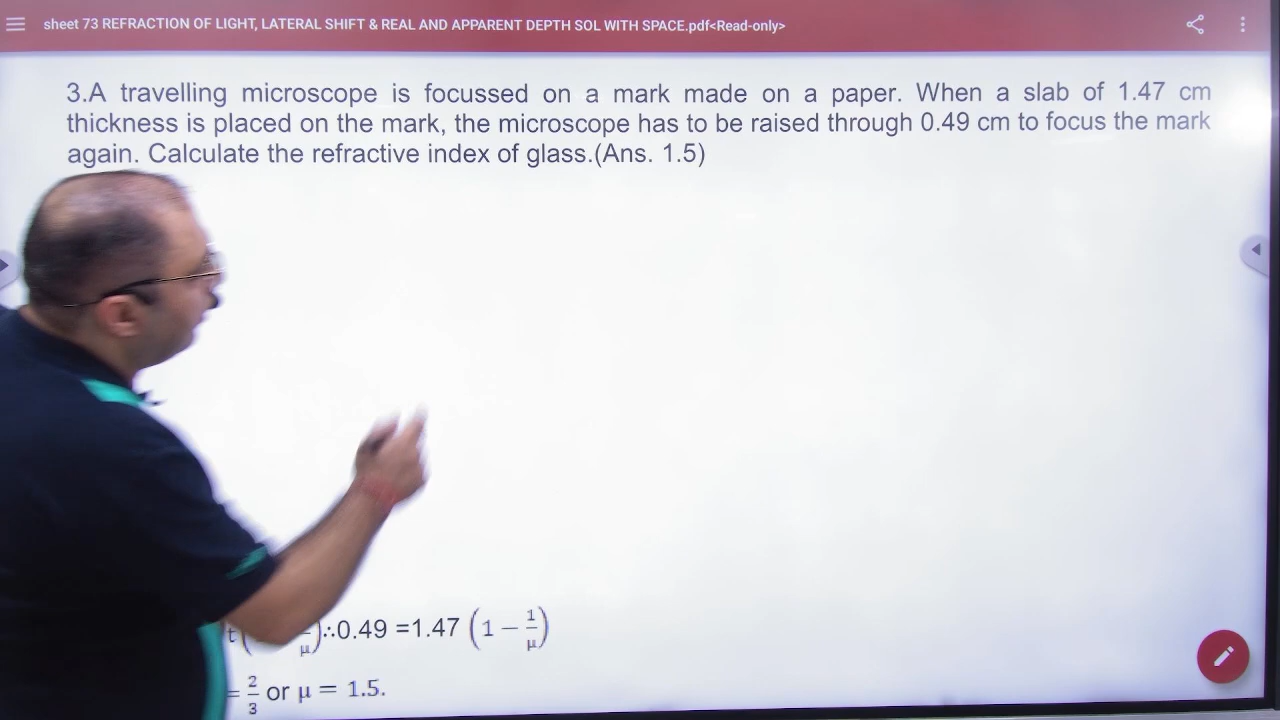 sheet 73 REFRACTION OF LIGHT, LATERAL SHIFT & REAL AND APPARENT DEPTH SOL WITH SPACE.pdf<Read-only>
3.A travelling microscope is focussed on a mark made on a paper. When a slab of 1.47 cm
thickness is placed on the mark, the microscope has to be raised through 0.49 cm to focus the mark
again. Calculate the refractive index of glass.(Ans. 1.5)
t( μ)∴0.49 =1.47 (1 − 1/μ)
= 2/3 or μ = 1.5.